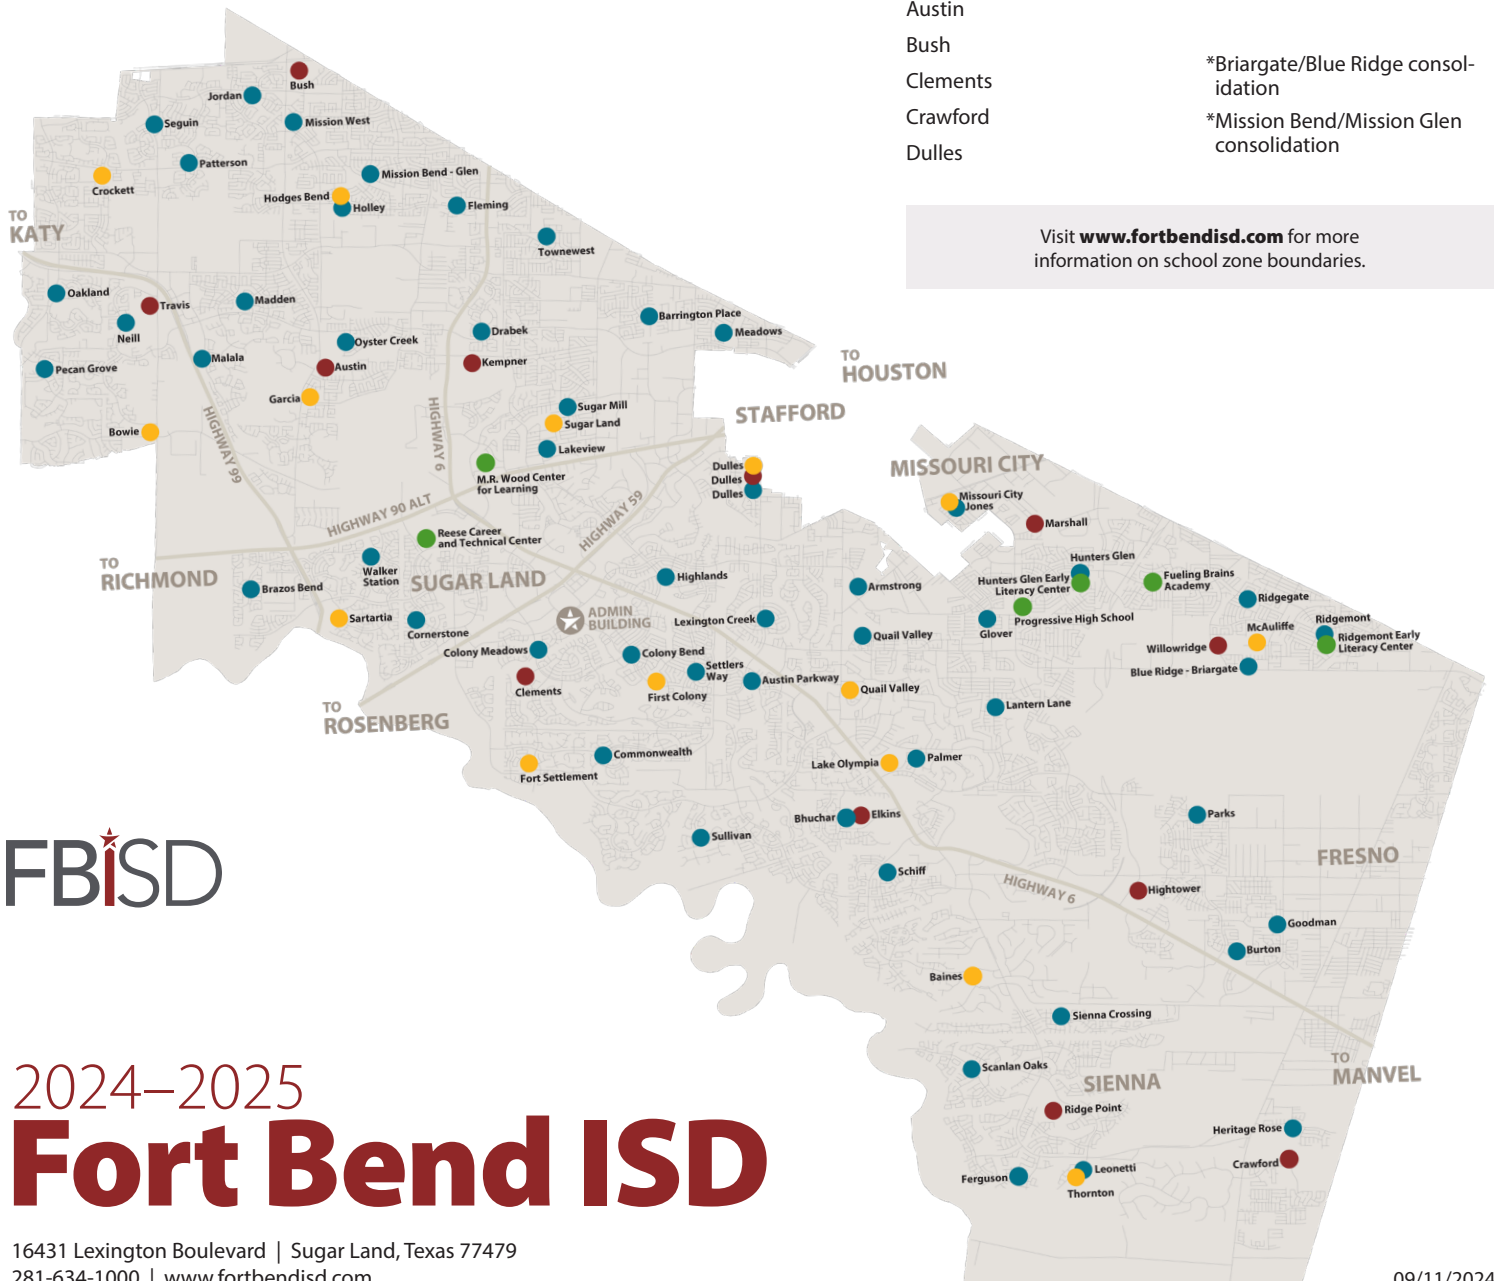 Austin
Bush
Clements
Crawford
Dulles
*Briargate/Blue Ridge consol-
idation
*Mission Bend/Mission Glen
consolidation
Visit www.fortbendisd.com for more
information on school zone boundaries.
Bush
Jordan
Seguin
Mission West
Patterson
Mission Bend - Glen
Crockett
Hodges Bend
Holley
Fleming
TO
KATY
Townewest
Oakland
Travis
Madden
Neill
Barrington Place
Meadows
Drabek
Oyster Creek
Malala
Austin
Kempner
Pecan Grove
TO
HOUSTON
Garcia
Sugar Mill
Sugar Land
STAFFORD
Bowie
HIGHWAY 99
HIGHWAY 6
Lakeview
M.R. Wood Center
for Learning
Dulles
Dulles
Dulles
MISSOURI CITY
Missouri City
Jones
Marshall
HIGHWAY 90 ALT
HIGHWAY 59
Reese Career
and Technical Center
TO
RICHMOND
Walker
Station
SUGAR LAND
Brazos Bend
Highlands
Armstrong
Hunters Glen
Hunters Glen Early
Literacy Center
Fueling Brains
Academy
Progressive High School
Ridgegate
Sartartia
Cornerstone
ADMIN
BUILDING
Lexington Creek
Quail Valley
Glover
McAuliffe
Ridgemont
Ridgemont Early
Literacy Center
Willowridge
Blue Ridge - Briargate
Colony Meadows
Colony Bend
Settlers
Way
Austin Parkway
Clements
First Colony
Quail Valley
Lantern Lane
TO
ROSENBERG
Commonwealth
Fort Settlement
Lake Olympia
Palmer
Bhuchar
Elkins
Parks
Sullivan
FRESNO
Schiff
HIGHWAY 6
Hightower
Goodman
Burton
FBISD
Baines
Sienna Crossing
Scanlan Oaks
SIENNA
TO
MANVEL
Ridge Point
Heritage Rose
Crawford
Ferguson
Leonetti
Thornton
2024–2025
Fort Bend ISD
16431 Lexington Boulevard | Sugar Land, Texas 77479
281-634-1000 | www.fortbendisd.com
09/11/2024